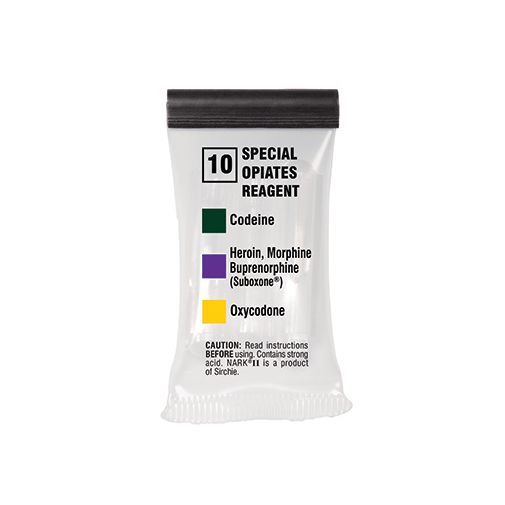 10
SPECIAL
OPIATES
REAGENT
Codeine
Heroin, Morphine
Buprenorphine
(Suboxone®)
Oxycodone
CAUTION: Read instructions
BEFORE using. Contains strong
acid. NARK®II is a product
of Sirchie.